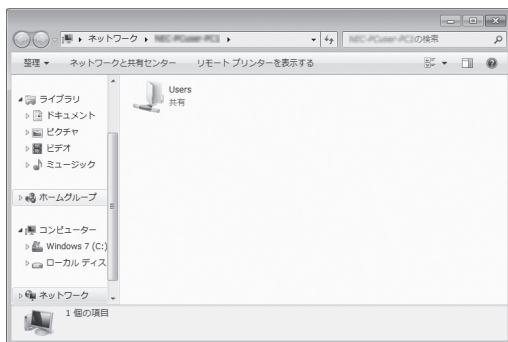 ネットワーク
の検索
整理 ネットワークと共有センター リモート プリンターを表示する
ライブラリ
ドキュメント
ピクチャ
ビデオ
ミュージック
ホームグループ
コンピューター
Windows 7 (C:)
ローカル ディス
ネットワーク
Users
共有
1 個の項目